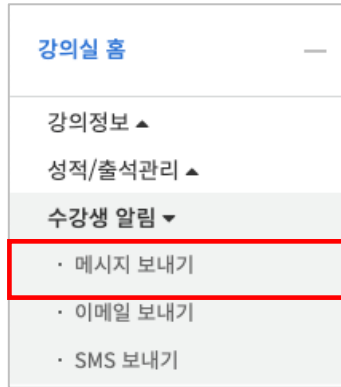 강의실 홈 —
강의정보 ▲
성적/출석관리 ▲
수강생 알림 ▼
· 메시지 보내기
· 이메일 보내기
· SMS 보내기